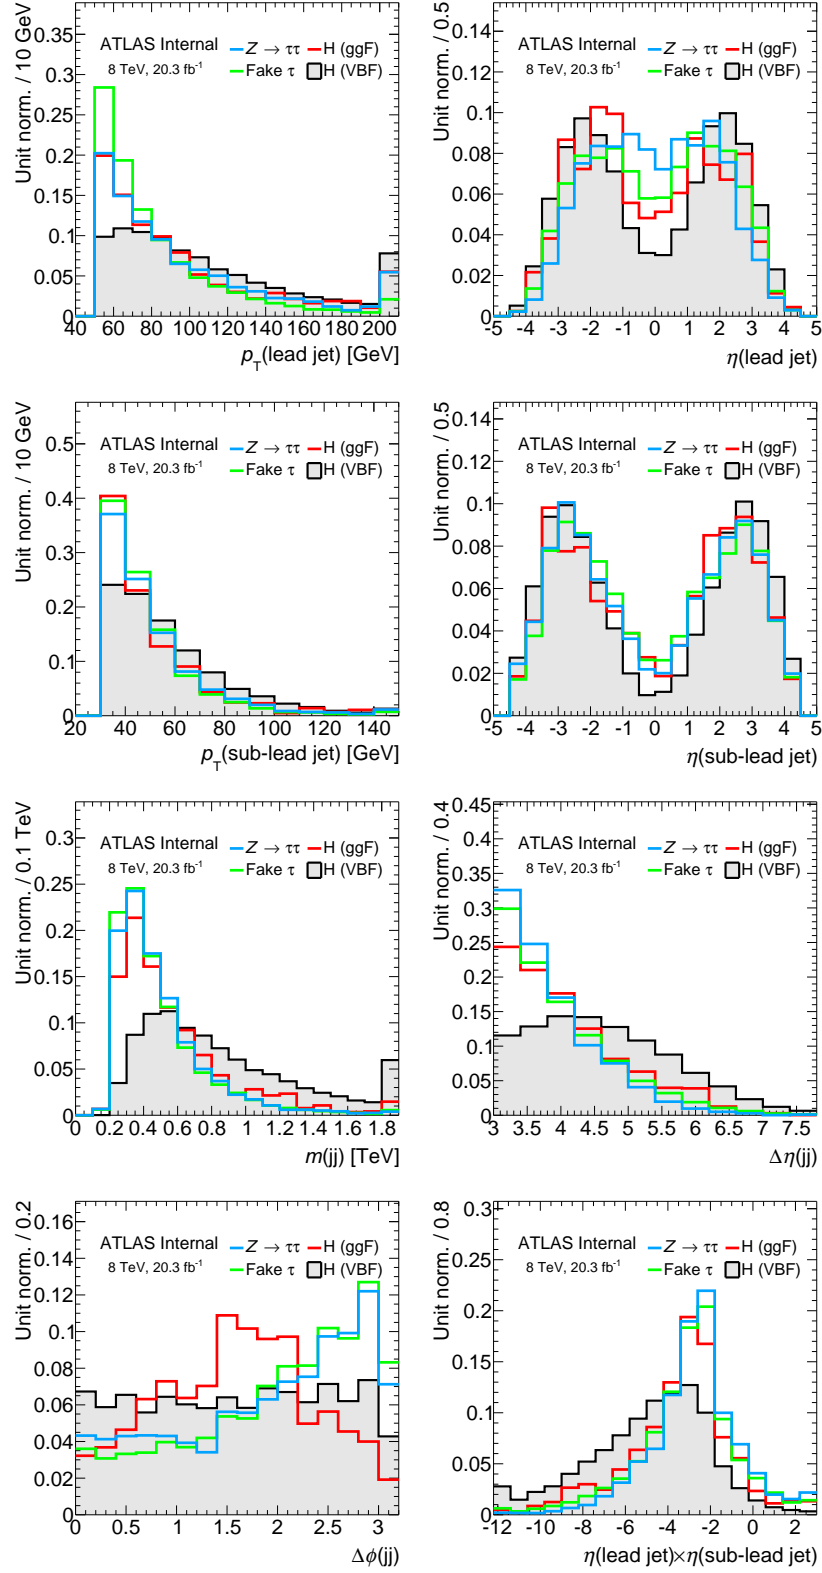 Unit norm. / 10 GeV
0.35
0.3
0.25
0.2
0.15
0.1
0.05
0
ATLAS Internal
8 TeV, 20.3 fb-1
Z → ττ
H (ggF)
Fake τ
H (VBF)
40 60 80 100 120 140 160 180 200
pT(lead jet) [GeV]
Unit norm. / 0.5
0.14
0.12
0.1
0.08
0.06
0.04
0.02
0
ATLAS Internal
8 TeV, 20.3 fb-1
Z → ττ
H (ggF)
Fake τ
H (VBF)
-5 -4 -3 -2 -1 0 1 2 3 4 5
η(lead jet)
Unit norm. / 10 GeV
0.5
0.4
0.3
0.2
0.1
0
ATLAS Internal
8 TeV, 20.3 fb-1
Z → ττ
H (ggF)
Fake τ
H (VBF)
20 40 60 80 100 120 140
pT(sub-lead jet) [GeV]
Unit norm. / 0.5
0.14
0.12
0.1
0.08
0.06
0.04
0.02
0
ATLAS Internal
8 TeV, 20.3 fb-1
Z → ττ
H (ggF)
Fake τ
H (VBF)
-5 -4 -3 -2 -1 0 1 2 3 4 5
η(sub-lead jet)
Unit norm. / 0.1 TeV
0.3
0.25
0.2
0.15
0.1
0.05
0
ATLAS Internal
8 TeV, 20.3 fb-1
Z → ττ
H (ggF)
Fake τ
H (VBF)
0 0.2 0.4 0.6 0.8 1 1.2 1.4 1.6 1.8
m(jj) [TeV]
Unit norm. / 0.4
0.45
0.4
0.35
0.3
0.25
0.2
0.15
0.1
0.05
0
ATLAS Internal
8 TeV, 20.3 fb-1
Z → ττ
H (ggF)
Fake τ
H (VBF)
3 3.5 4 4.5 5 5.5 6 6.5 7 7.5
Δη(jj)
Unit norm. / 0.2
0.16
0.14
0.12
0.1
0.08
0.06
0.04
0.02
0
ATLAS Internal
8 TeV, 20.3 fb-1
Z → ττ
H (ggF)
Fake τ
H (VBF)
0 0.5 1 1.5 2 2.5 3
Δϕ(jj)
Unit norm. / 0.8
0.3
0.25
0.2
0.15
0.1
0.05
0
ATLAS Internal
8 TeV, 20.3 fb-1
Z → ττ
H (ggF)
Fake τ
H (VBF)
-12 -10 -8 -6 -4 -2 0 2
η(lead jet)×η(sub-lead jet)